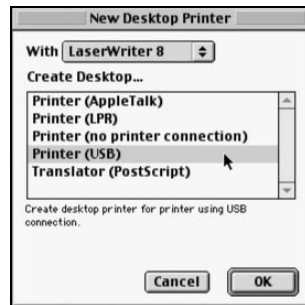 New Desktop Printer
With LaserWriter 8
Create Desktop...
Printer (AppleTalk)
Printer (LPR)
Printer (no printer connection)
Printer (USB)
Translator (PostScript)
Create desktop printer for printer using USB
connection.
Cancel OK